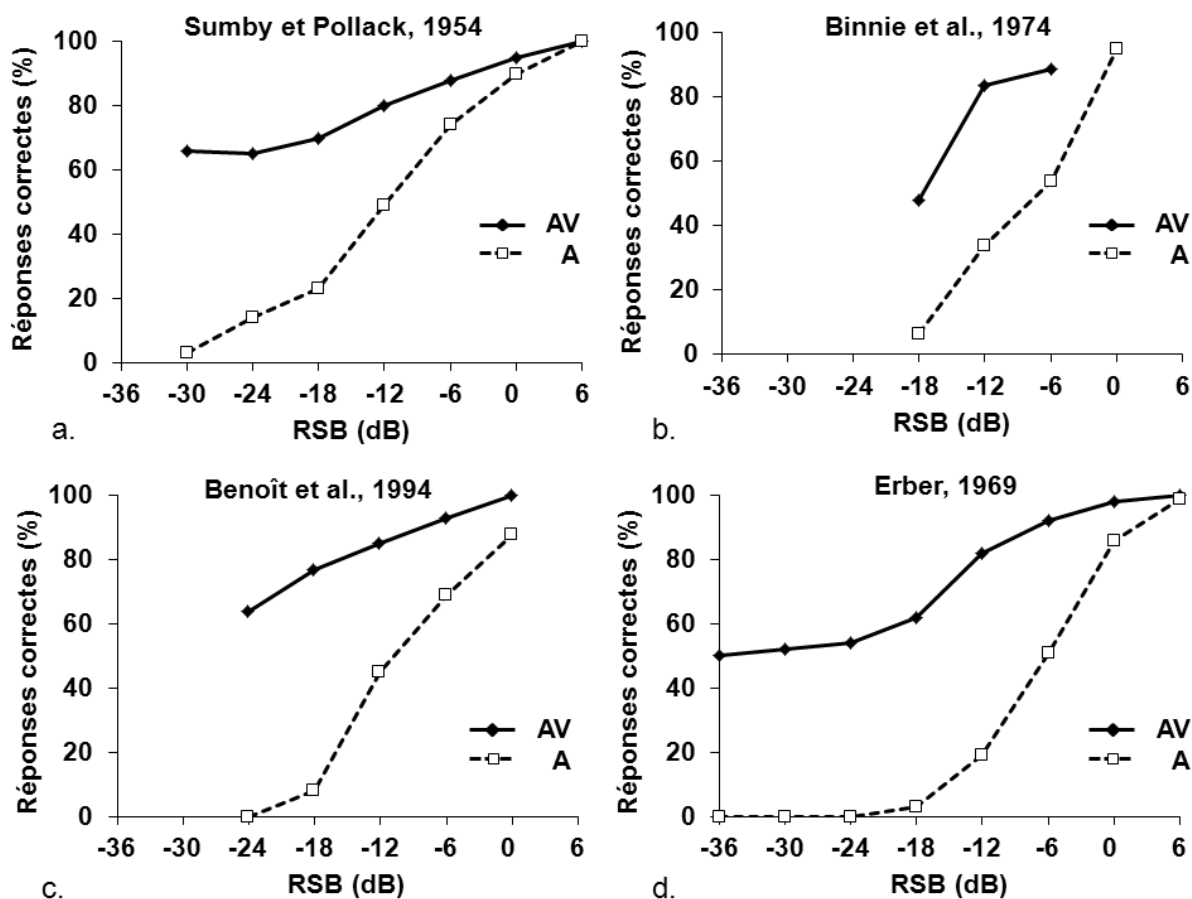 Sumby et Pollack, 1954
Réponses correctes (%)
100
80
60
40
20
0
AV
A
-36 -30 -24 -18 -12 -6 0 6
RSB (dB)
a.
Binnie et al., 1974
Réponses correctes (%)
100
80
60
40
20
0
AV
A
-36 -30 -24 -18 -12 -6 0 6
RSB (dB)
b.
Benoît et al., 1994
Réponses correctes (%)
100
80
60
40
20
0
AV
A
-36 -30 -24 -18 -12 -6 0 6
RSB (dB)
c.
Erber, 1969
Réponses correctes (%)
100
80
60
40
20
0
AV
A
-36 -30 -24 -18 -12 -6 0 6
RSB (dB)
d.